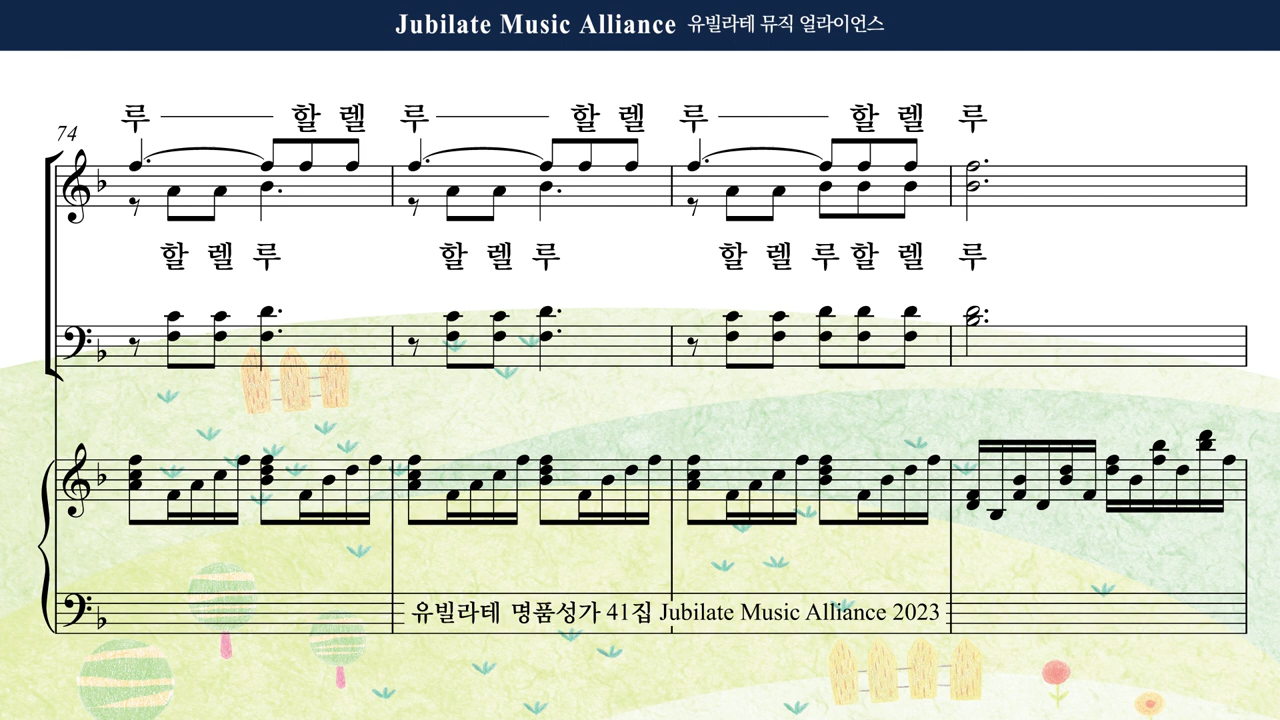 Jubilate Music Alliance 유빌라테 뮤직 얼라이언스
루 할 렐 루 할 렐 루 할 렐 루
74
할 렐 루 할 렐 루 할 렐 루 할 렐 루
유빌라테 명품성가 41집 Jubilate Music Alliance 2023